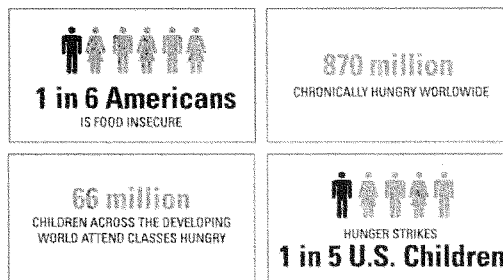 1 in 6 Americans
IS FOOD INSECURE
870 million
CHRONICALLY HUNGRY WORLDWIDE
66 million
CHILDREN ACROSS THE DEVELOPING
WORLD ATTEND CLASSES HUNGRY
HUNGER STRIKES
1 in 5 U.S. Children